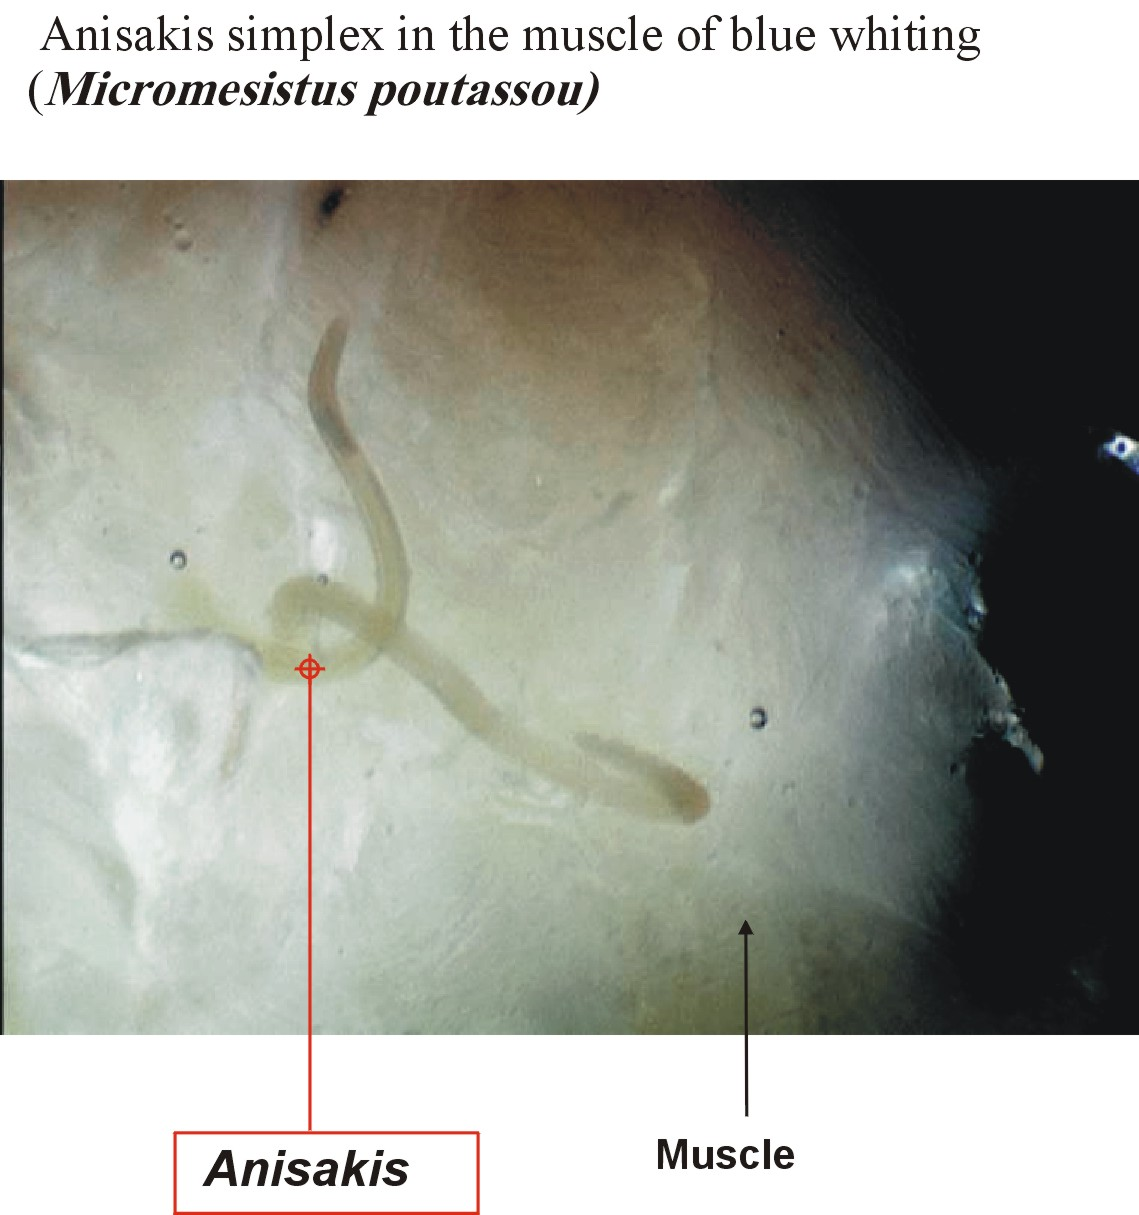 Anisakis simplex in the muscle of blue whiting
(Micromesistus poutassou)
Anisakis
Muscle